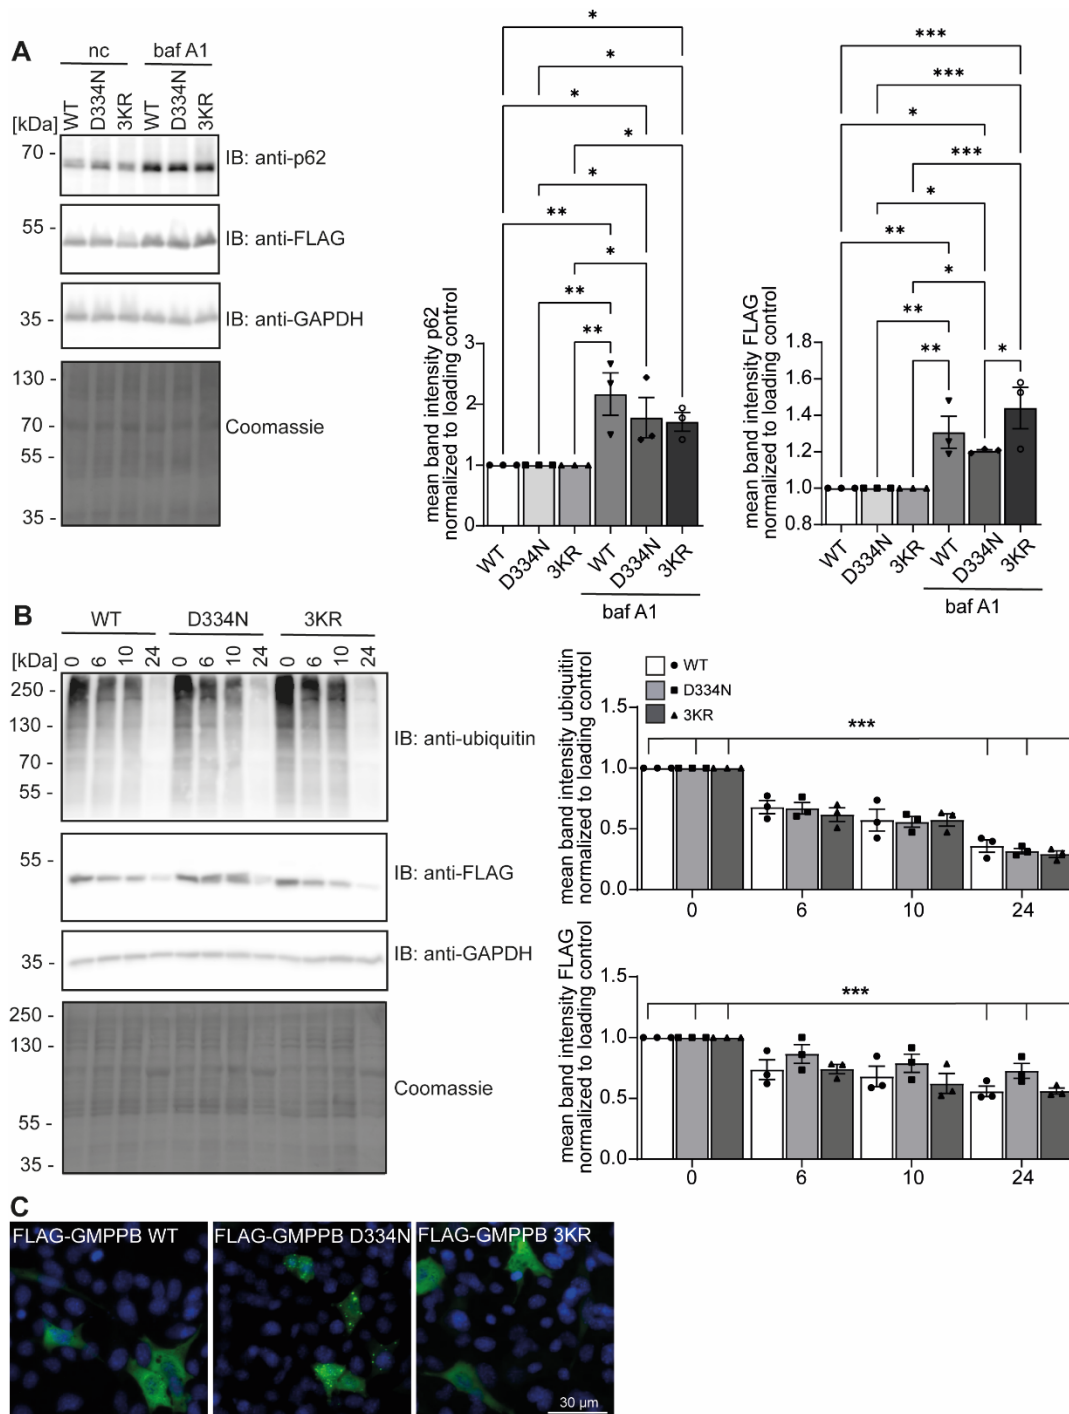 A
nc baf A1
WT D334N 3KR WT D334N 3KR
[kDa]
70 - IB: anti-p62
55 - IB: anti-FLAG
35 - IB: anti-GAPDH
130 -
70 - Coomassie
55 -
35 -
mean band intensity p62
normalized to loading control
*
*
*
*
*
**
*
**
**
3
2
1
0
WT D334N 3KR WT D334N 3KR
baf A1
mean band intensity FLAG
normalized to loading control
***
***
*
***
*
**
*
**
** *
1.8
1.6
1.4
1.2
1.0
0.8
WT D334N 3KR WT D334N 3KR
baf A1
B
WT D334N 3KR
[kDa] 0 6 10 24 0 6 10 24 0 6 10 24
250 -
130 - IB: anti-ubiquitin
70 -
55 -
55 - IB: anti-FLAG
35 - IB: anti-GAPDH
250 -
130 -
Coomassie
55 -
35 -
mean band intensity ubiquitin
normalized to loading control
WT
D334N
3KR
***
1.5
1.0
0.5
0.0
0 6 10 24
mean band intensity FLAG
normalized to loading control
***
1.5
1.0
0.5
0.0
0 6 10 24
C
FLAG-GMPPB WT FLAG-GMPPB D334N FLAG-GMPPB 3KR
30 µm